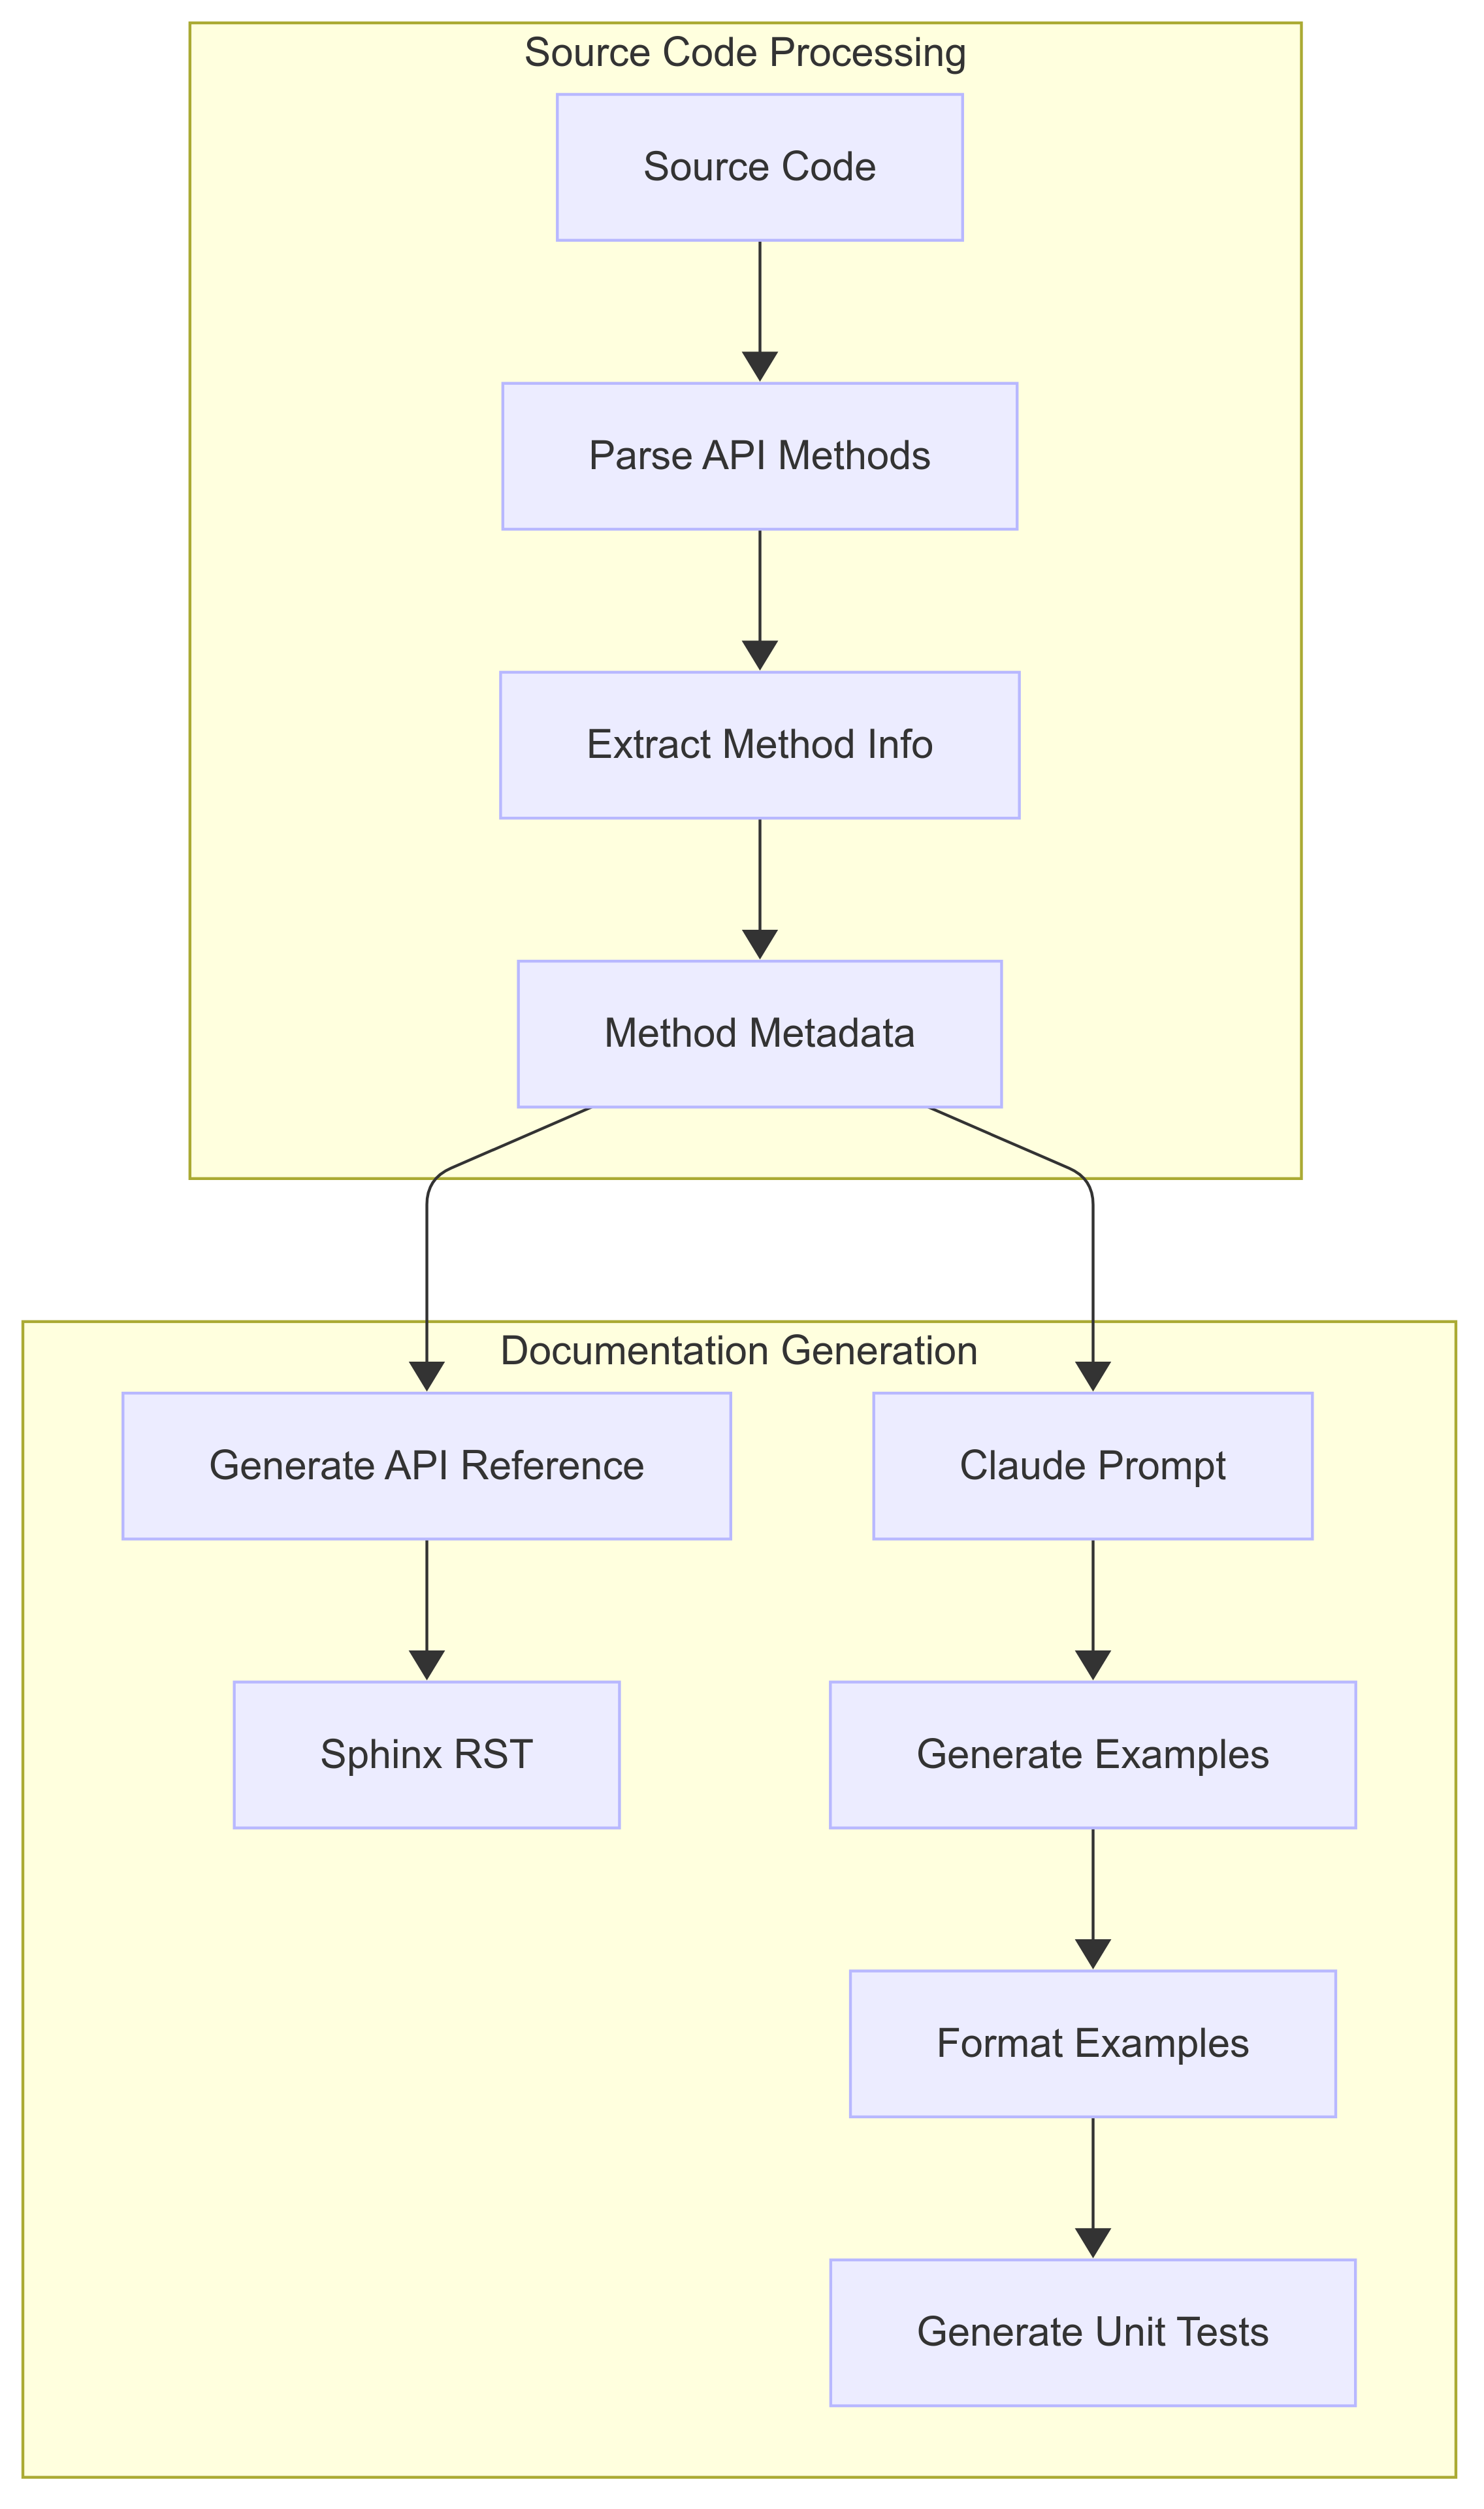 Source Code Processing
Source Code
Parse API Methods
Extract Method Info
Method Metadata
Documentation Generation
Generate API Reference
Claude Prompt
Sphinx RST
Generate Examples
Format Examples
Generate Unit Tests